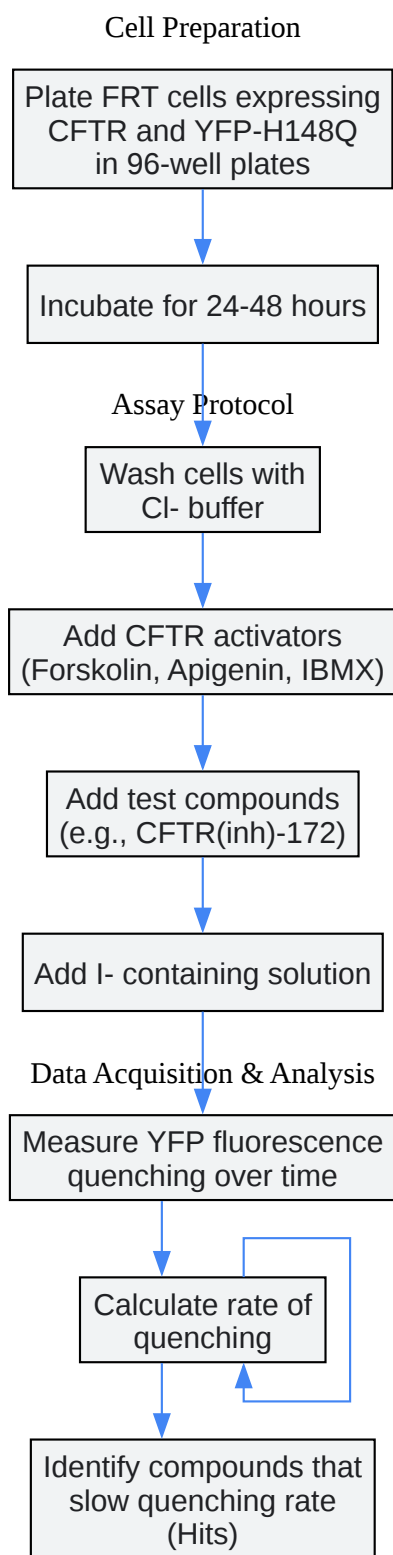 Cell Preparation
Plate FRT cells expressing
CFTR and YFP-H148Q
in 96-well plates
Incubate for 24-48 hours
Assay Protocol
Wash cells with
Cl- buffer
Add CFTR activators
(Forskolin, Apigenin, IBMX)
Add test compounds
(e.g., CFTR(inh)-172)
Add I- containing solution
Data Acquisition & Analysis
Measure YFP fluorescence
quenching over time
Calculate rate of
quenching
Identify compounds that
slow quenching rate
(Hits)